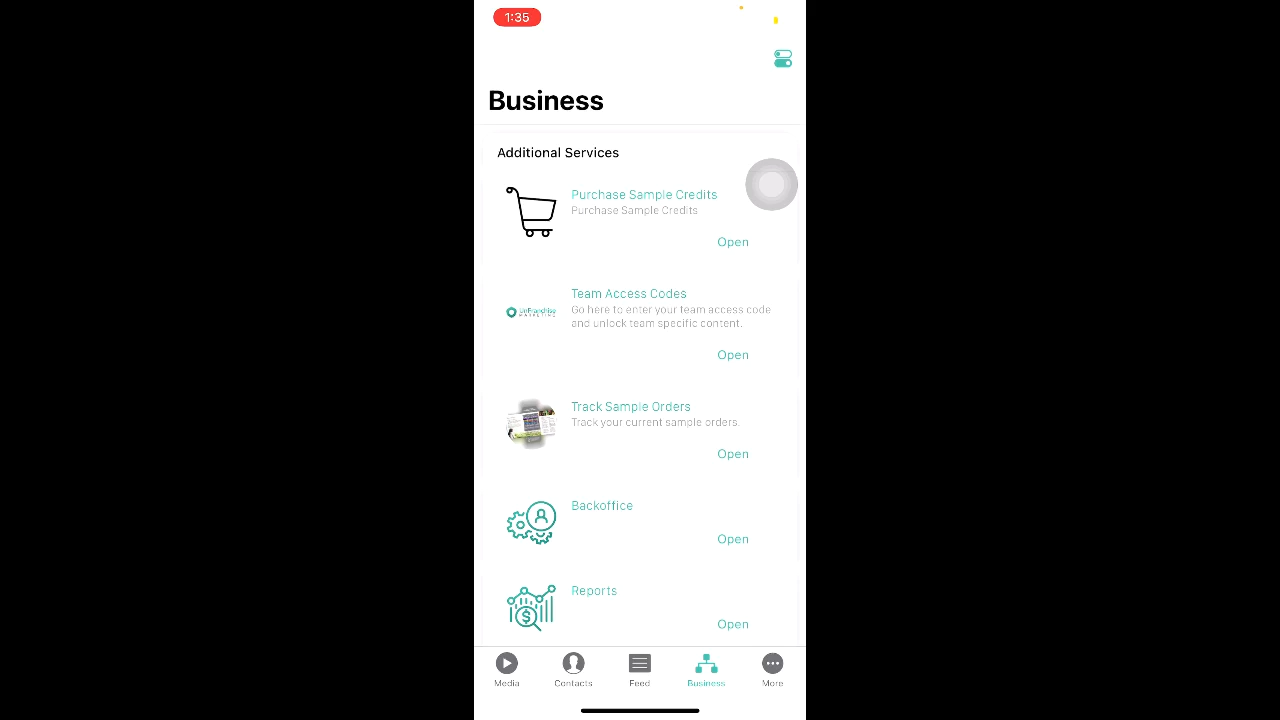 1:35
Business
Additional Services
Purchase Sample Credits
Purchase Sample Credits
Open
UnFranchise
MARKETING
Team Access Codes
Go here to enter your team access code
and unlock team specific content.
Open
Track Sample Orders
Track your current sample orders.
Open
Backoffice
Open
Reports
Open
Media
Contacts
Feed
Business
More